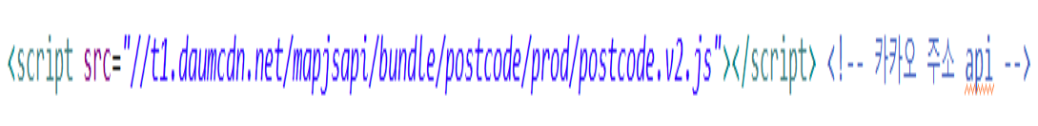 <script src="//t1.daumcdn.net/mapjsapi/bundle/postcode/prod/postcode.v2.js"></script> <!-- 카카오 주소 api -->